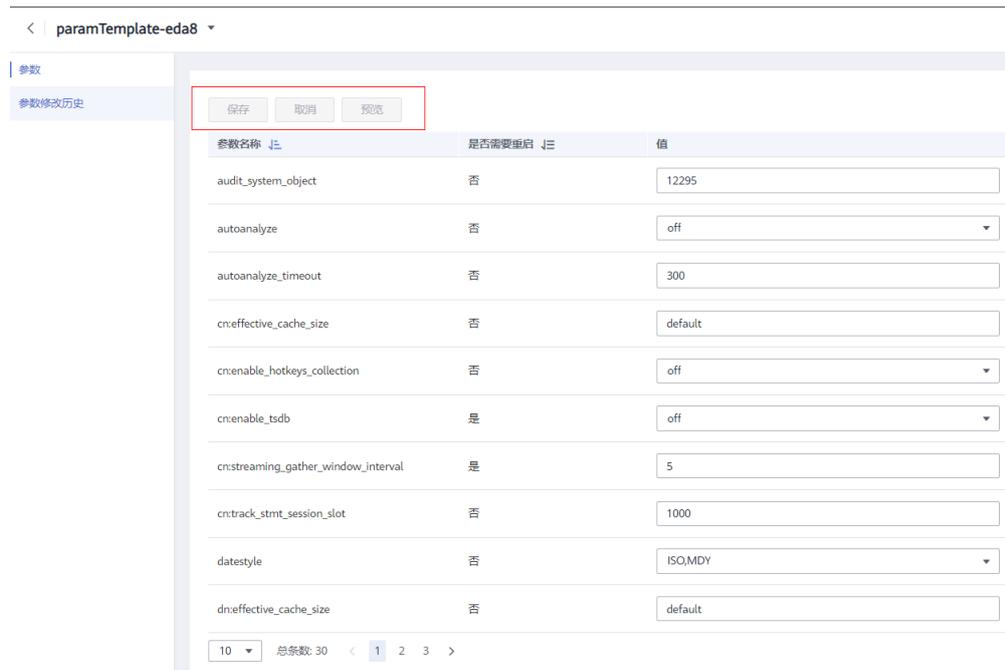 paramTemplate-eda8
参数
参数修改历史
保存 取消 预览
参数名称 是否需要重启 值
audit_system_object 否 12295
autoanalyze 否 off
autoanalyze_timeout 否 300
cn:effective_cache_size 否 default
cn:enable_hotkeys_collection 否 off
cn:enable_tsdb 是 off
cn:streaming_gather_window_interval 是 5
cn:track_stmt_session_slot 否 1000
datestyle 否 ISO,MDY
dn:effective_cache_size 否 default
10 总条数: 30 1 2 3